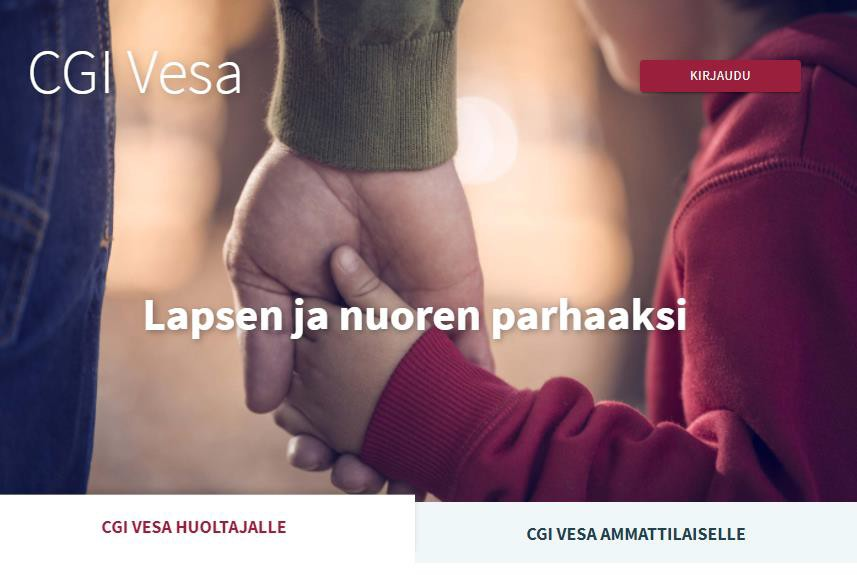 CGI Vesa
KIRJAUDU
Lapsen ja nuoren parhaaksi
CGI VESA HUOLTAJALLE
CGI VESA AMMATTILAISELLE